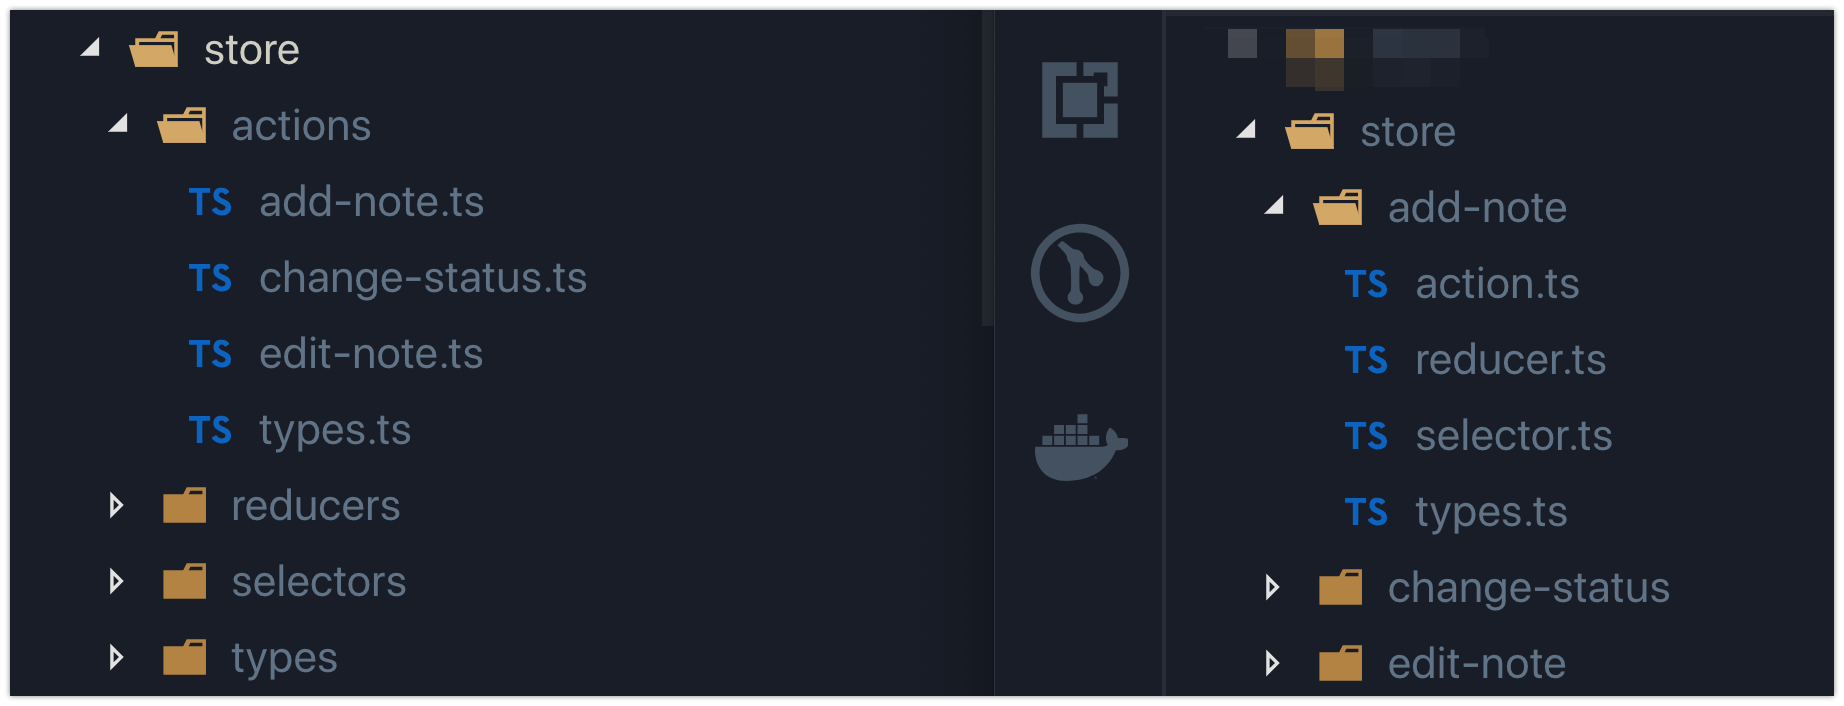 store
actions
TS add-note.ts
TS change-status.ts
TS edit-note.ts
TS types.ts
reducers
selectors
types
store
add-note
TS action.ts
TS reducer.ts
TS selector.ts
TS types.ts
change-status
edit-note